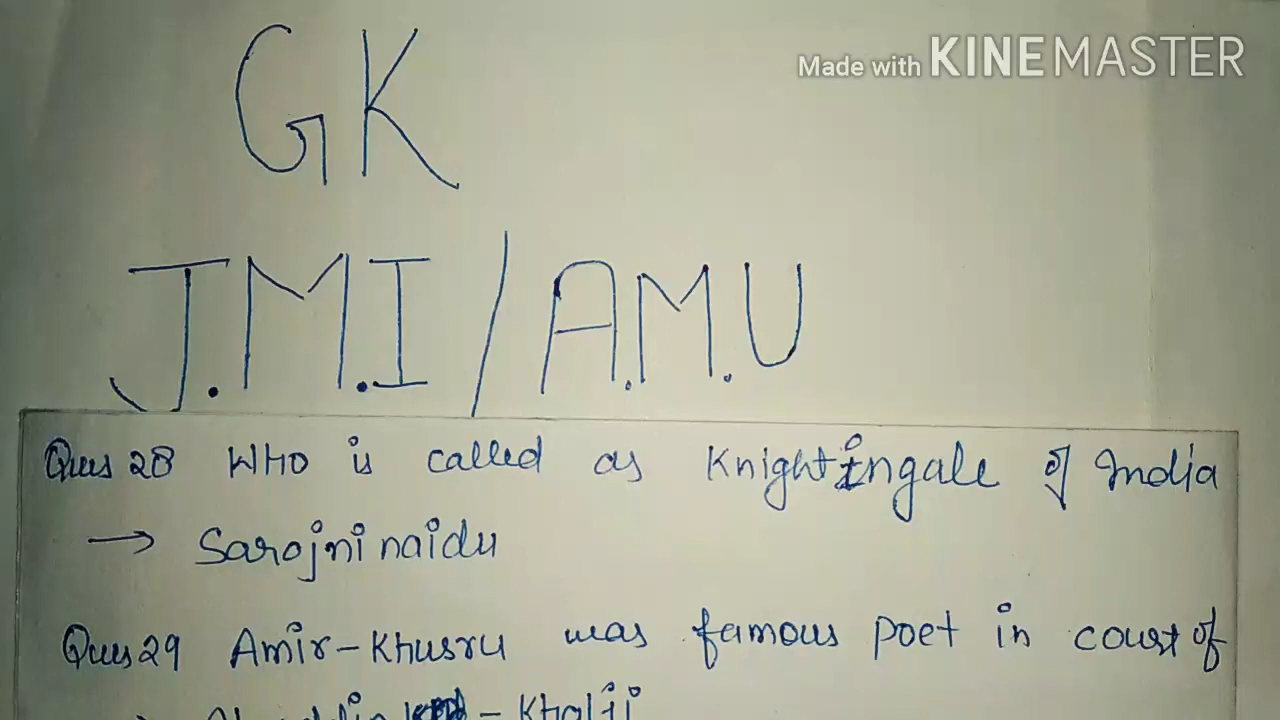 Made with KINEMASTER
GK
J.M.I/A.M.U
Ques 28 Who is called as Knightingale of India
→ Sarojni naidu
Ques 29 Amir-Khusru was famous poet in court of
- Khalji